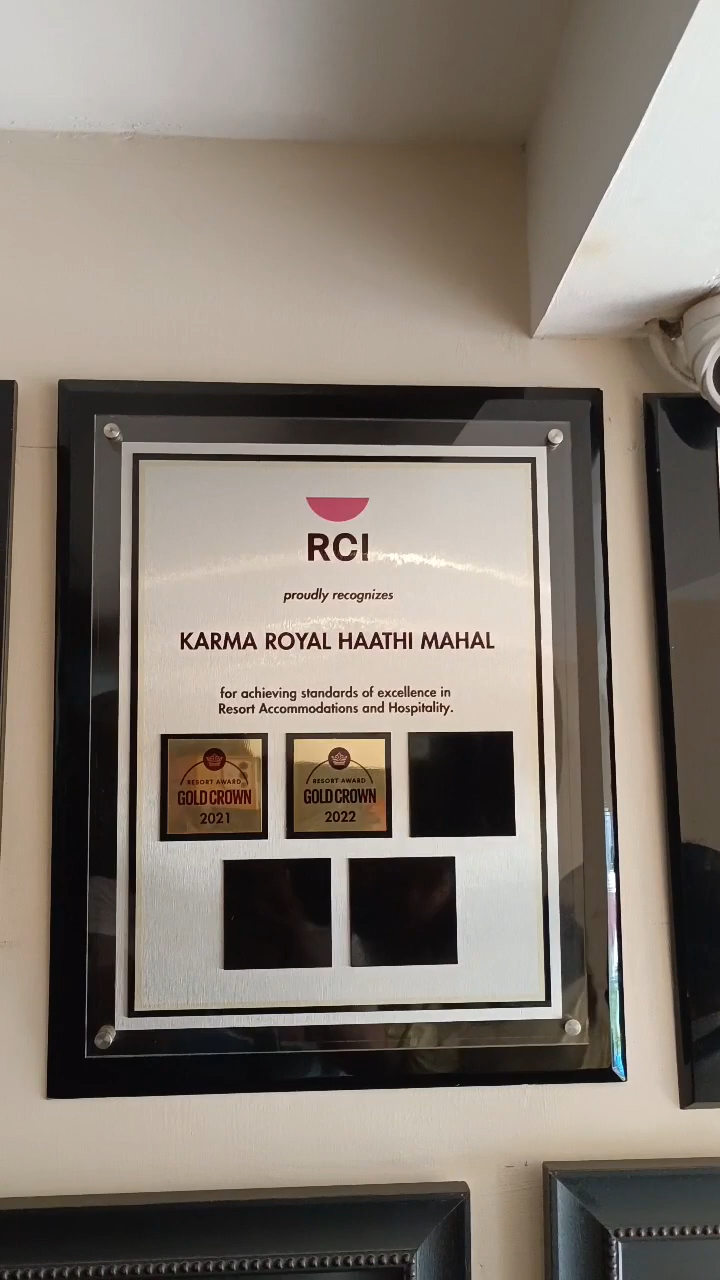 RCI
proudly recognizes
KARMA ROYAL HAATHI MAHAL
for achieving standards of excellence in
Resort Accommodations and Hospitality.
RESORT AWARD
GOLD CROWN
2021
RESORT AWARD
GOLD CROWN
2022